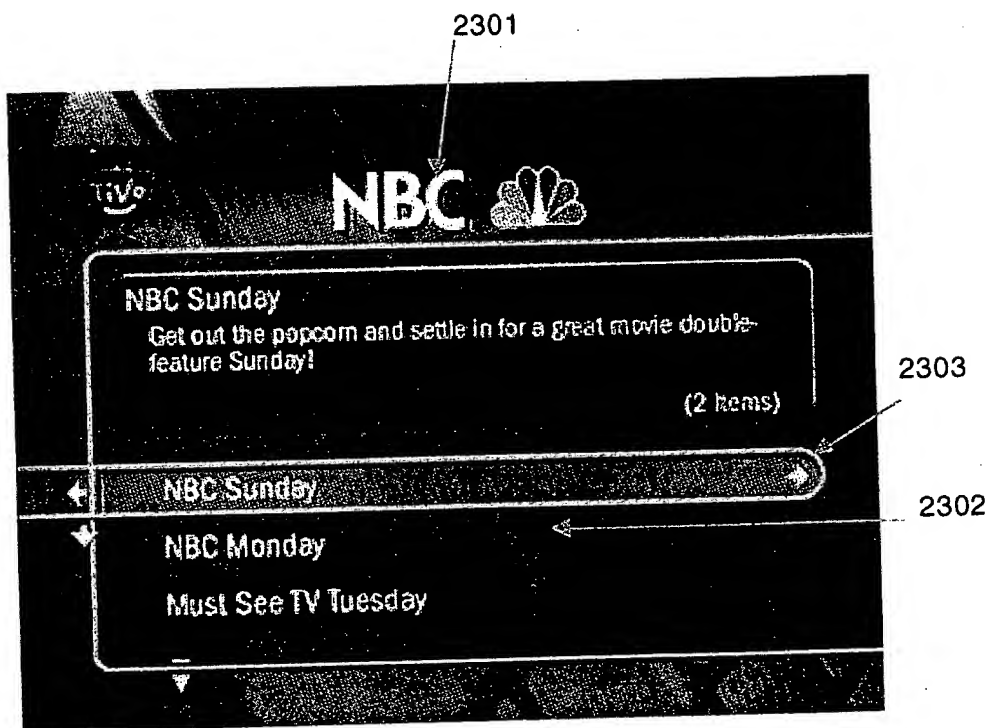 2301
TiVo
NBC
NBC Sunday
Get out the popcorn and settle in for a great movie double-
feature Sunday!
(2 items)
2303
NBC Sunday
2302
NBC Monday
Must See TV Tuesday